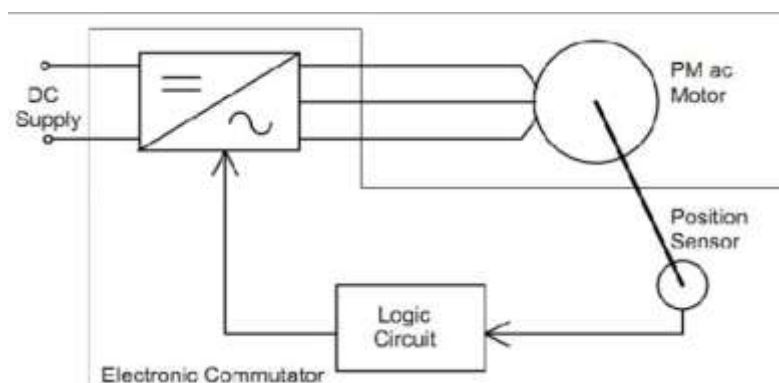 DC
Supply
PM ac
Motor
Position
Sensor
Logic
Circuit
Electronic Commutator